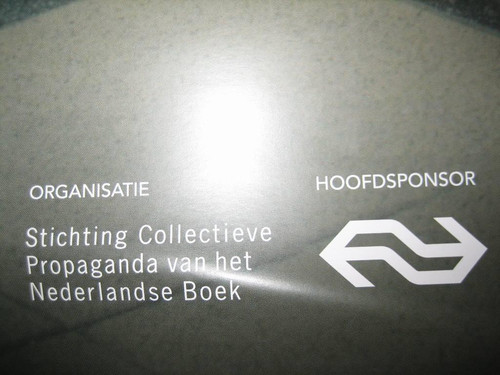 ORGANISATIE
Stichting Collectieve
Propaganda van het
Nederlandse Boek
HOOFDSPONSOR